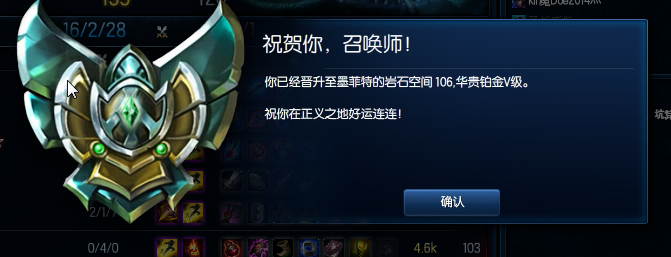 16/2/28
祝贺你，召唤师！
你已经晋升至墨菲特的岩石空间 106,华贵铂金V级。
祝你在正义之地好运连连！
确认
0/4/0
4.6k
103